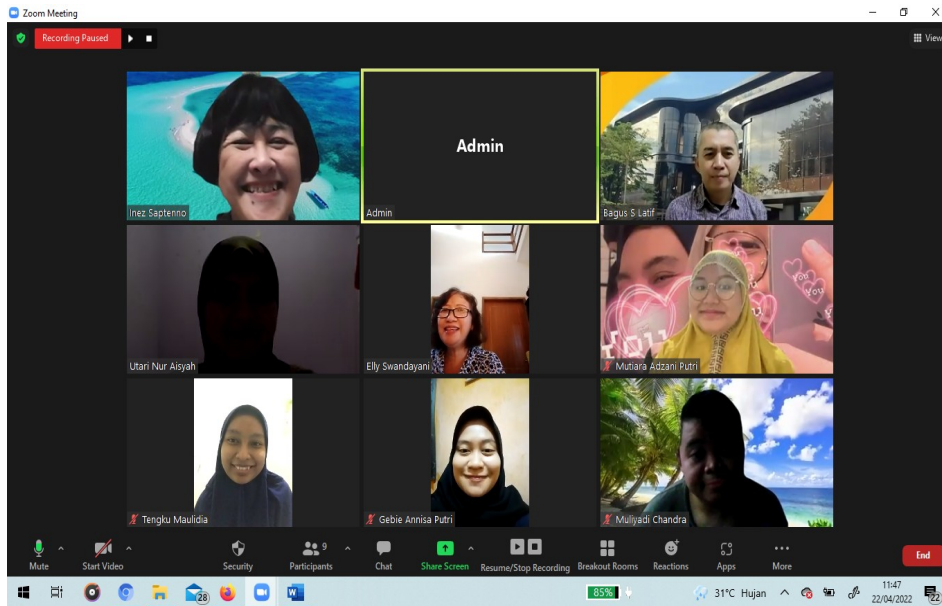 Zoom Meeting
Recording Paused
View
Admin
Inez Saptenno
Admin
Bagus S Latif
Utari Nur Aisyah
Elly Swandayani
Mutiara Adzani Putri
Tengku Maulidia
Gebie Annisa Putri
Muliyadi Chandra
9
Mute
Start Video
Security
Participants
Chat
Share Screen
Resume/Stop Recording
Breakout Rooms
Reactions
Apps
More
End
28
W
85%
31°C Hujan
11:47
22/04/2022
22